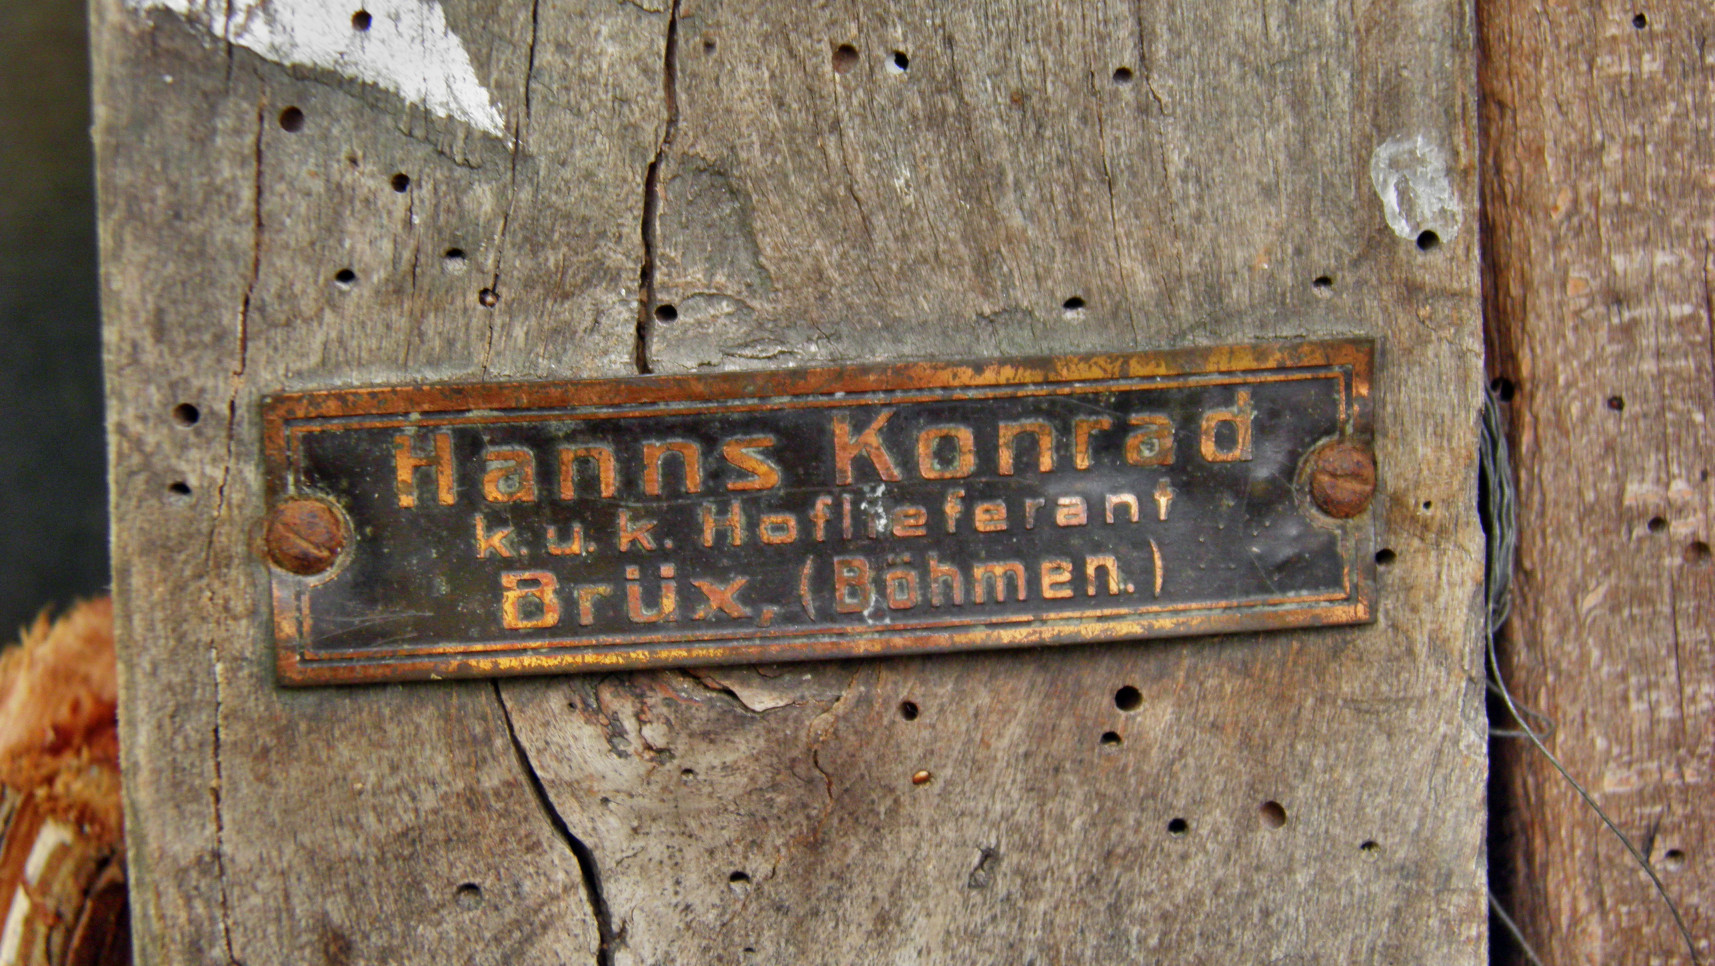 Hanns Konrad
k. u. k. Hoflieferant
Brüx, (Böhmen.)